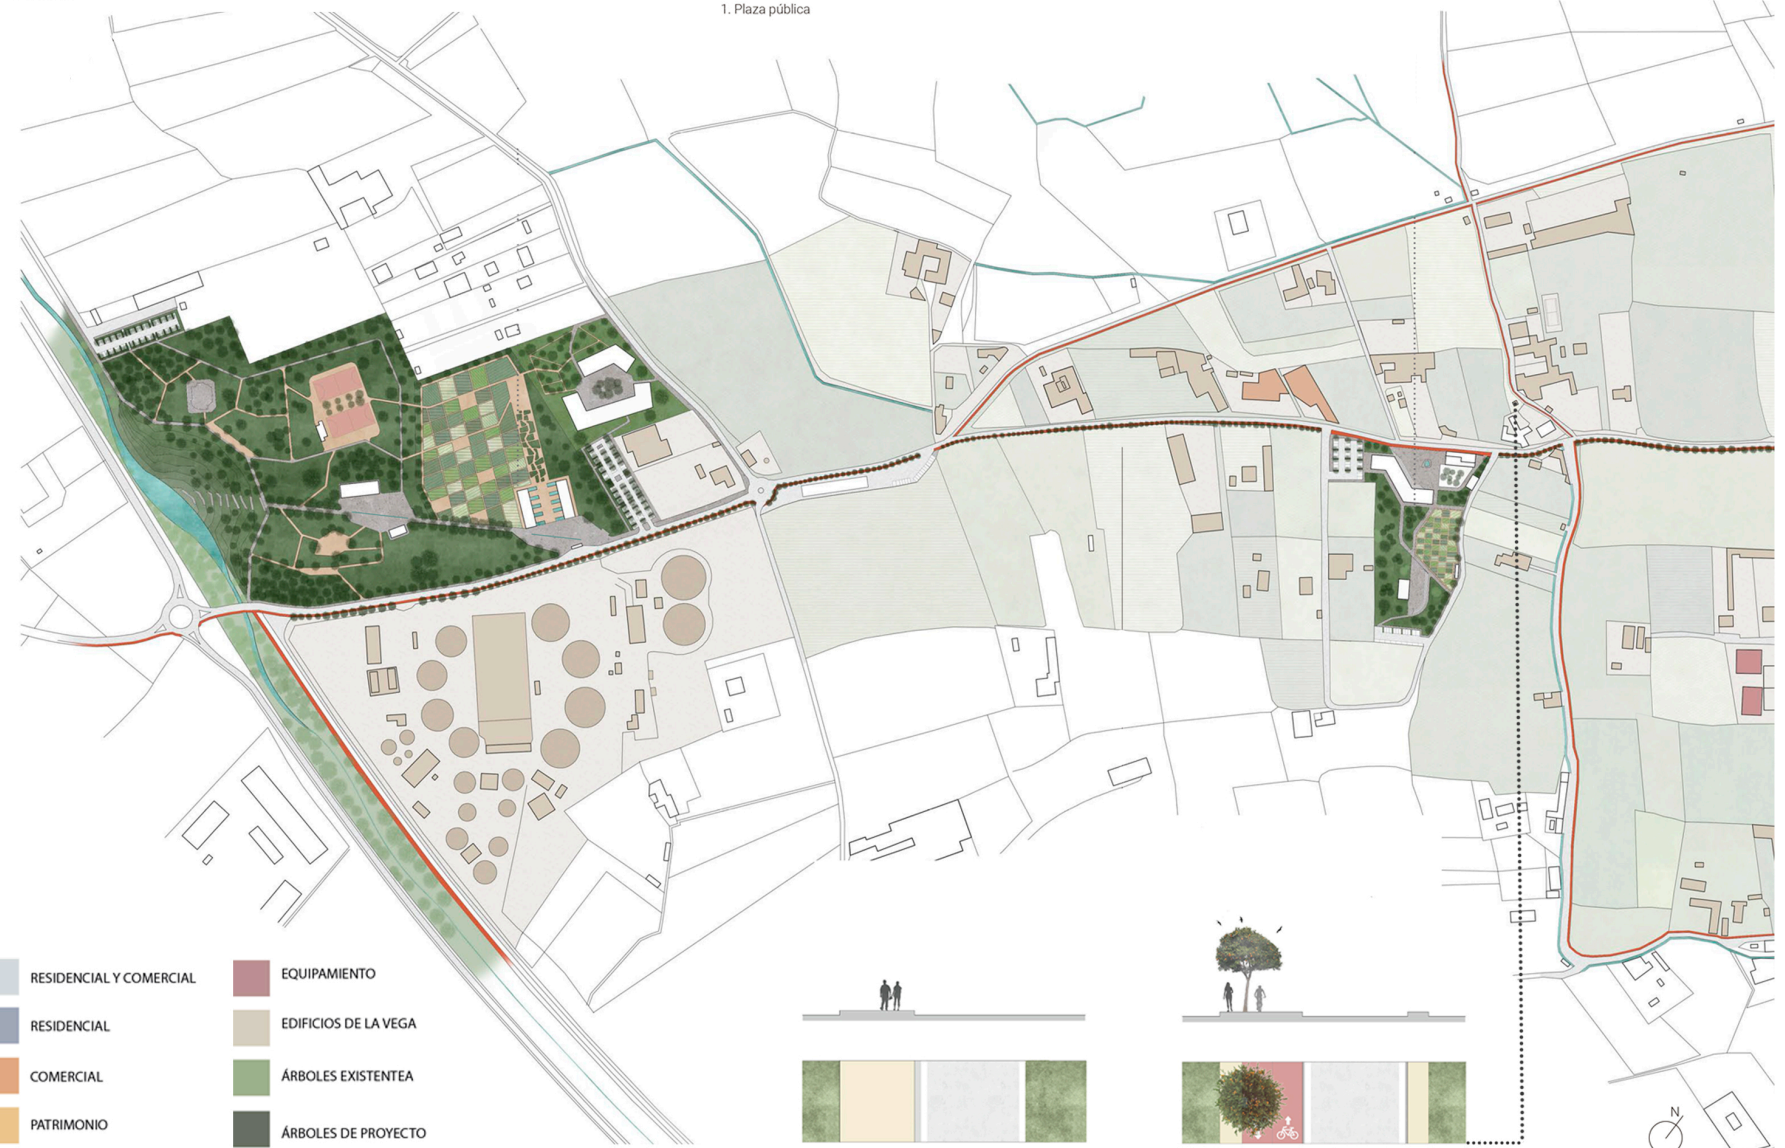 1. Plaza pública
RESIDENCIAL Y COMERCIAL
RESIDENCIAL
COMERCIAL
PATRIMONIO
EQUIPAMIENTO
EDIFICIOS DE LA VEGA
ÁRBOLES EXISTENTEA
ÁRBOLES DE PROYECTO
N